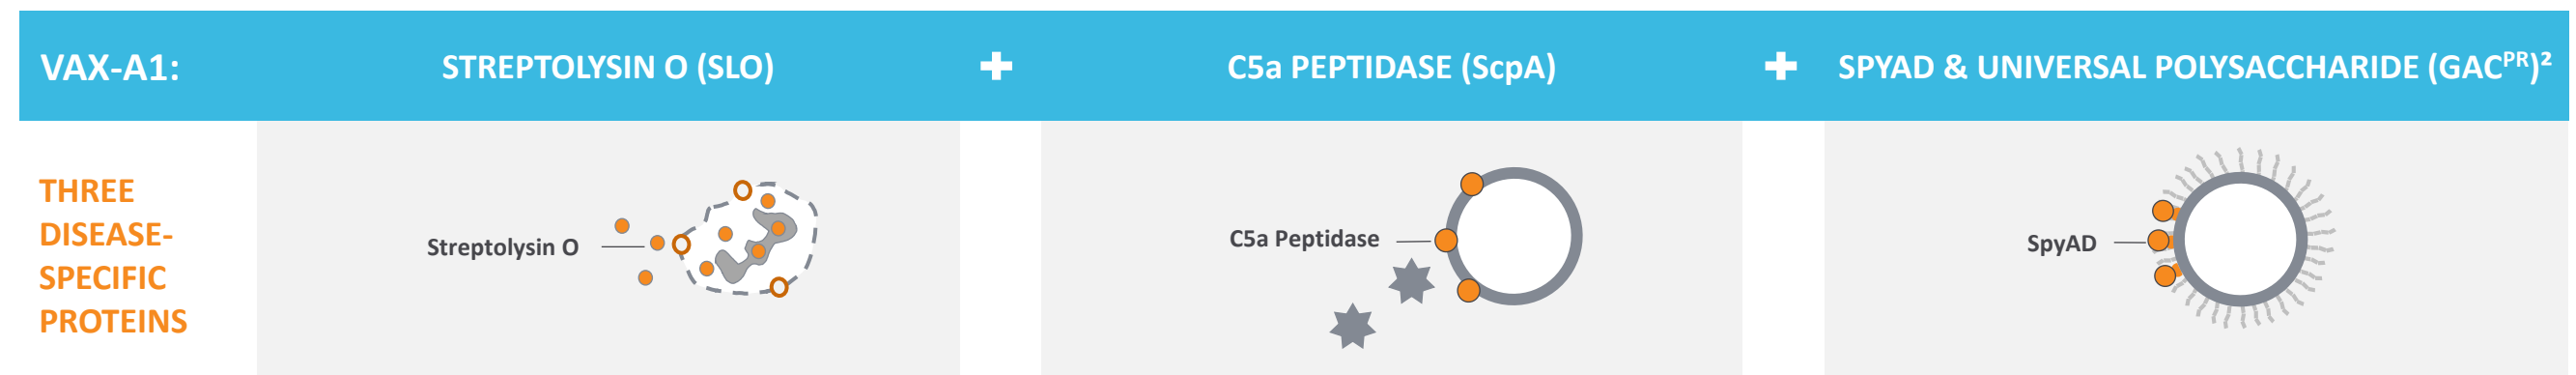 VAX-A1:
STREPTOLYSIN O (SLO)
+
C5a PEPTIDASE (ScpA)
+
SPYAD & UNIVERSAL POLYSACCHARIDE (GACᴾᴿ)²
THREE
DISEASE-
SPECIFIC
PROTEINS
Streptolysin O
C5a Peptidase
SpyAD